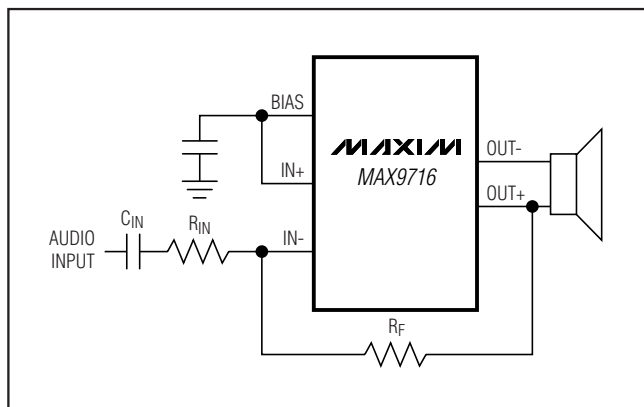 BIAS
MAXIM
OUT-
IN+
MAX9716
OUT+
CIN
RIN
AUDIO
INPUT
IN-
RF